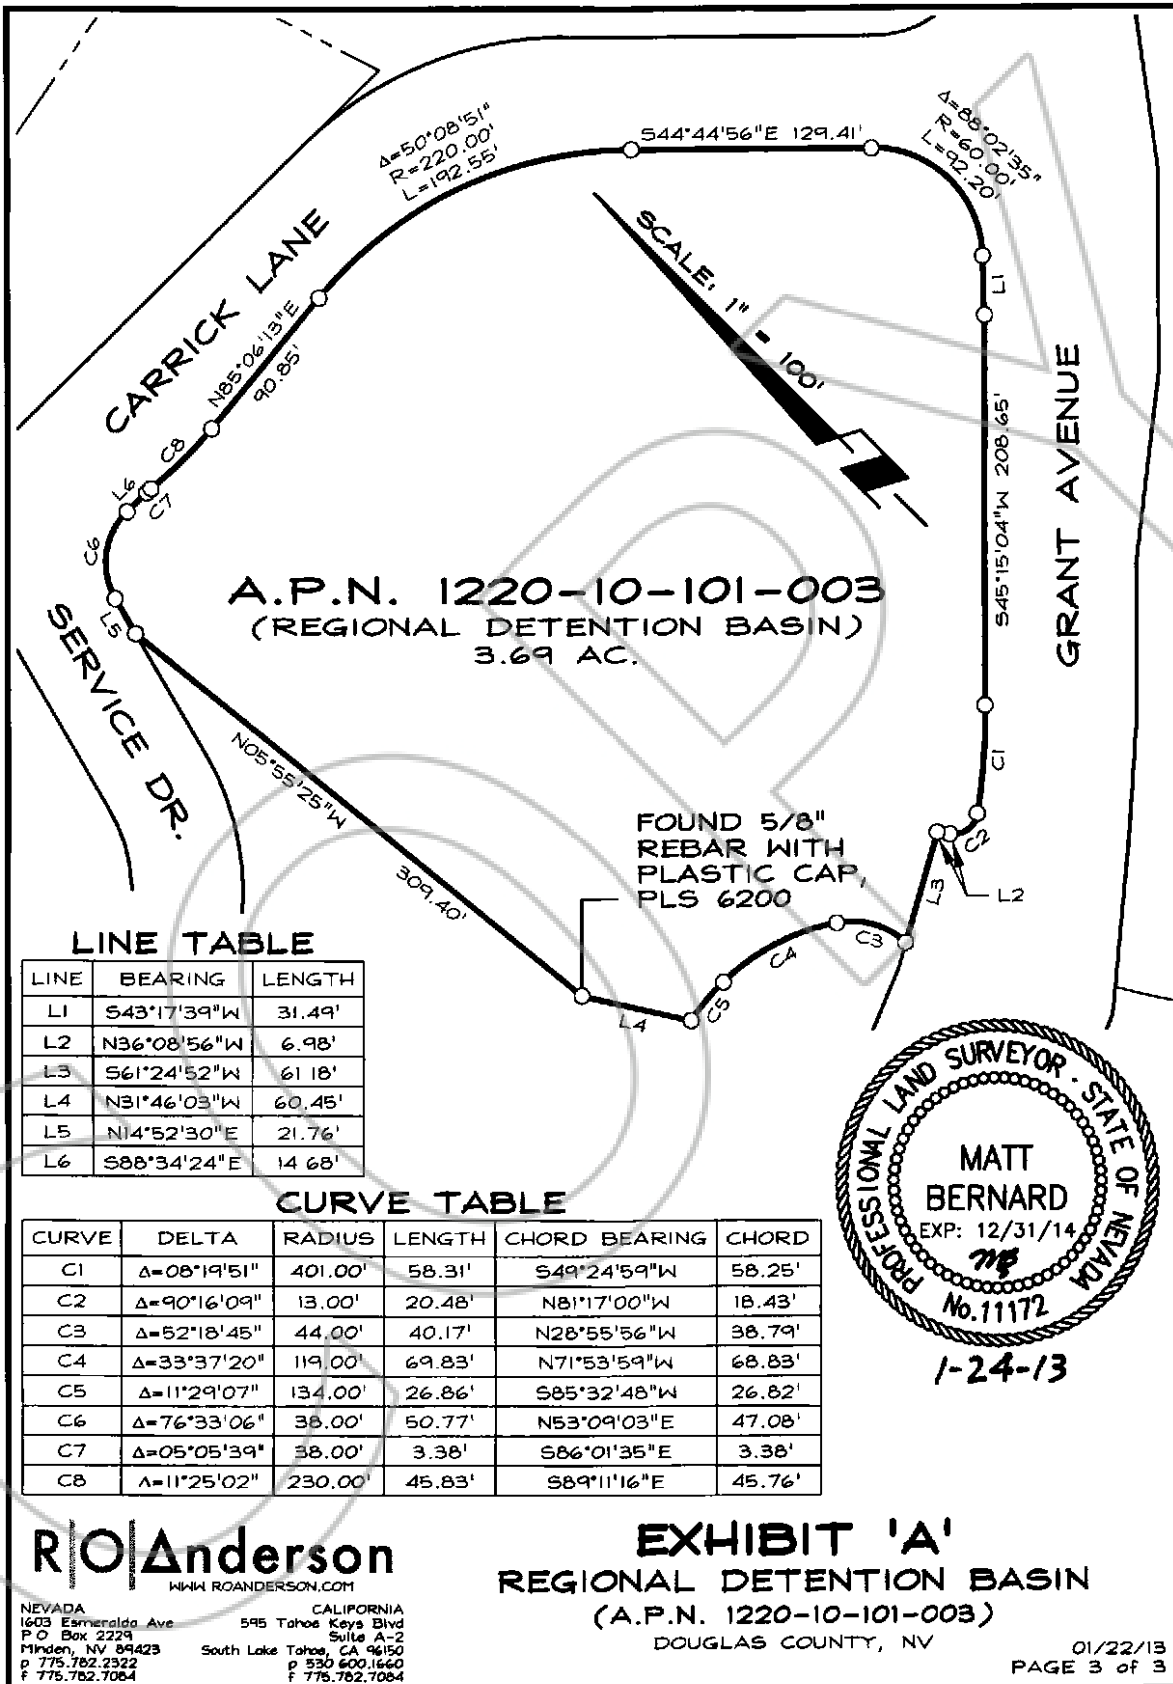 Δ=50°08'51"
R=220.00'
L=192.55'
S44°44'56"E 129.41'
Δ=88°02'35"
R=60.00'
L=92.20'
CARRICK LANE
N85°06'13"E
90.85'
SCALE: 1" = 100'
L1
GRANT AVENUE
S45°15'04"W 208.65'
C8
L6
C7
C6
L5
A.P.N. 1220-10-101-003
(REGIONAL DETENTION BASIN)
3.69 AC.
SERVICE DR.
N05°55'25"W
309.40'
C1
FOUND 5/8"
REBAR WITH
PLASTIC CAP,
PLS 6200
C2
L3
L2
C3
C4
C5
L4
LINE TABLE
LINE BEARING LENGTH
L1 S43°17'39"W 31.49'
L2 N36°08'56"W 6.98'
L3 S61°24'52"W 61 18'
L4 N31°46'03"W 60.45'
L5 N14°52'30"E 21.76'
L6 S88°34'24"E 14 68'
CURVE TABLE
CURVE DELTA RADIUS LENGTH CHORD BEARING CHORD
C1 Δ=08°19'51" 401.00' 58.31' S49°24'59"W 58.25'
C2 Δ=90°16'09" 13.00' 20.48' N81°17'00"W 18.43'
C3 Δ=52°18'45" 44.00' 40.17' N28°55'56"W 38.79'
C4 Δ=33°37'20" 119.00' 69.83' N71°53'59"W 68.83'
C5 Δ=11°29'07" 134.00' 26.86' S85°32'48"W 26.82'
C6 Δ=76°33'06" 38.00' 50.77' N53°09'03"E 47.08'
C7 Δ=05°05'39" 38.00' 3.38' S86°01'35"E 3.38'
C8 Δ=11°25'02" 230.00' 45.83' S89°11'16"E 45.76'
PROFESSIONAL LAND SURVEYOR - STATE OF NEVADA
MATT
BERNARD
EXP: 12/31/14
MB
No. 11172
1-24-13
R|O|Anderson
WWW ROANDERSON.COM
NEVADA
1603 Esmeralda Ave
P O Box 2229
Minden, NV 89423
p 775.782.2322
f 775.782.7084
CALIFORNIA
595 Tahoe Keys Blvd
Suite A-2
South Lake Tahoe, CA 96150
p 530 600.1660
f 775.782.7084
EXHIBIT 'A'
REGIONAL DETENTION BASIN
(A.P.N. 1220-10-101-003)
DOUGLAS COUNTY, NV
01/22/13
PAGE 3 of 3
COPY